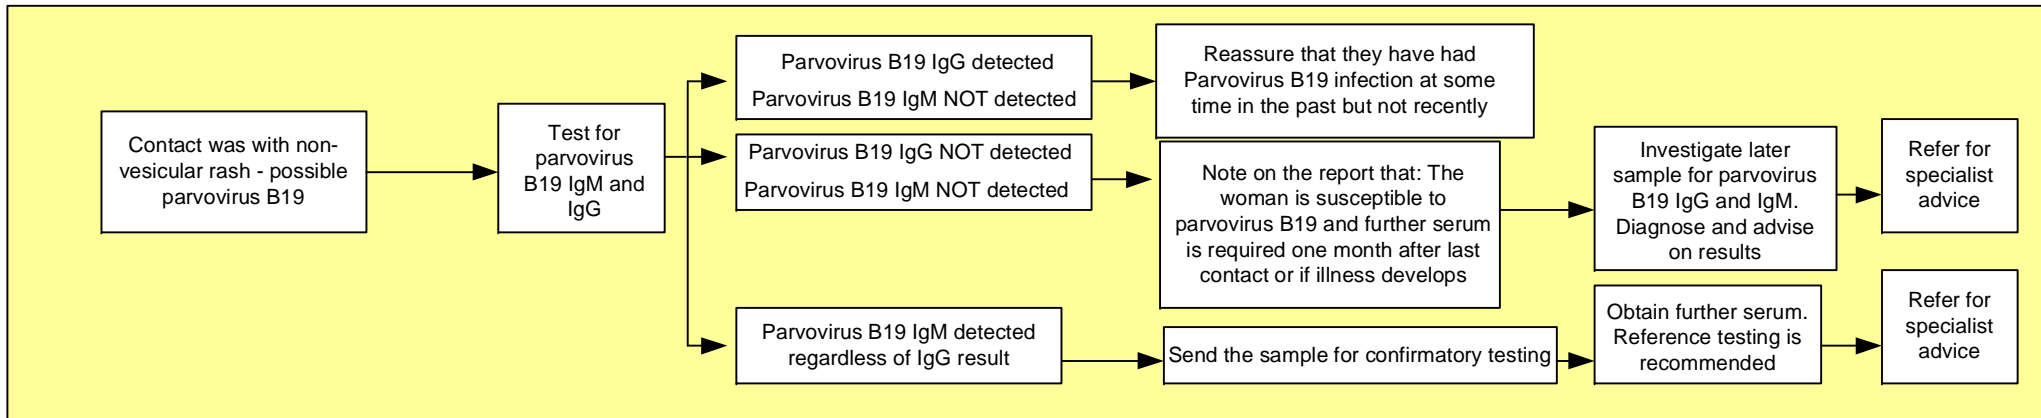 Contact was with non-
vesicular rash - possible
parvovirus B19
Test for
parvovirus
B19 IgM and
IgG
Parvovirus B19 IgG detected
Parvovirus B19 IgM NOT detected
Reassure that they have had
Parvovirus B19 infection at some
time in the past but not recently
Parvovirus B19 IgG NOT detected
Parvovirus B19 IgM NOT detected
Note on the report that: The
woman is susceptible to
parvovirus B19 and further serum
is required one month after last
contact or if illness develops
Investigate later
sample for parvovirus
B19 IgG and IgM.
Diagnose and advise
on results
Refer for
specialist
advice
Parvovirus B19 IgM detected
regardless of IgG result
Send the sample for confirmatory testing
Obtain further serum.
Reference testing is
recommended
Refer for
specialist
advice